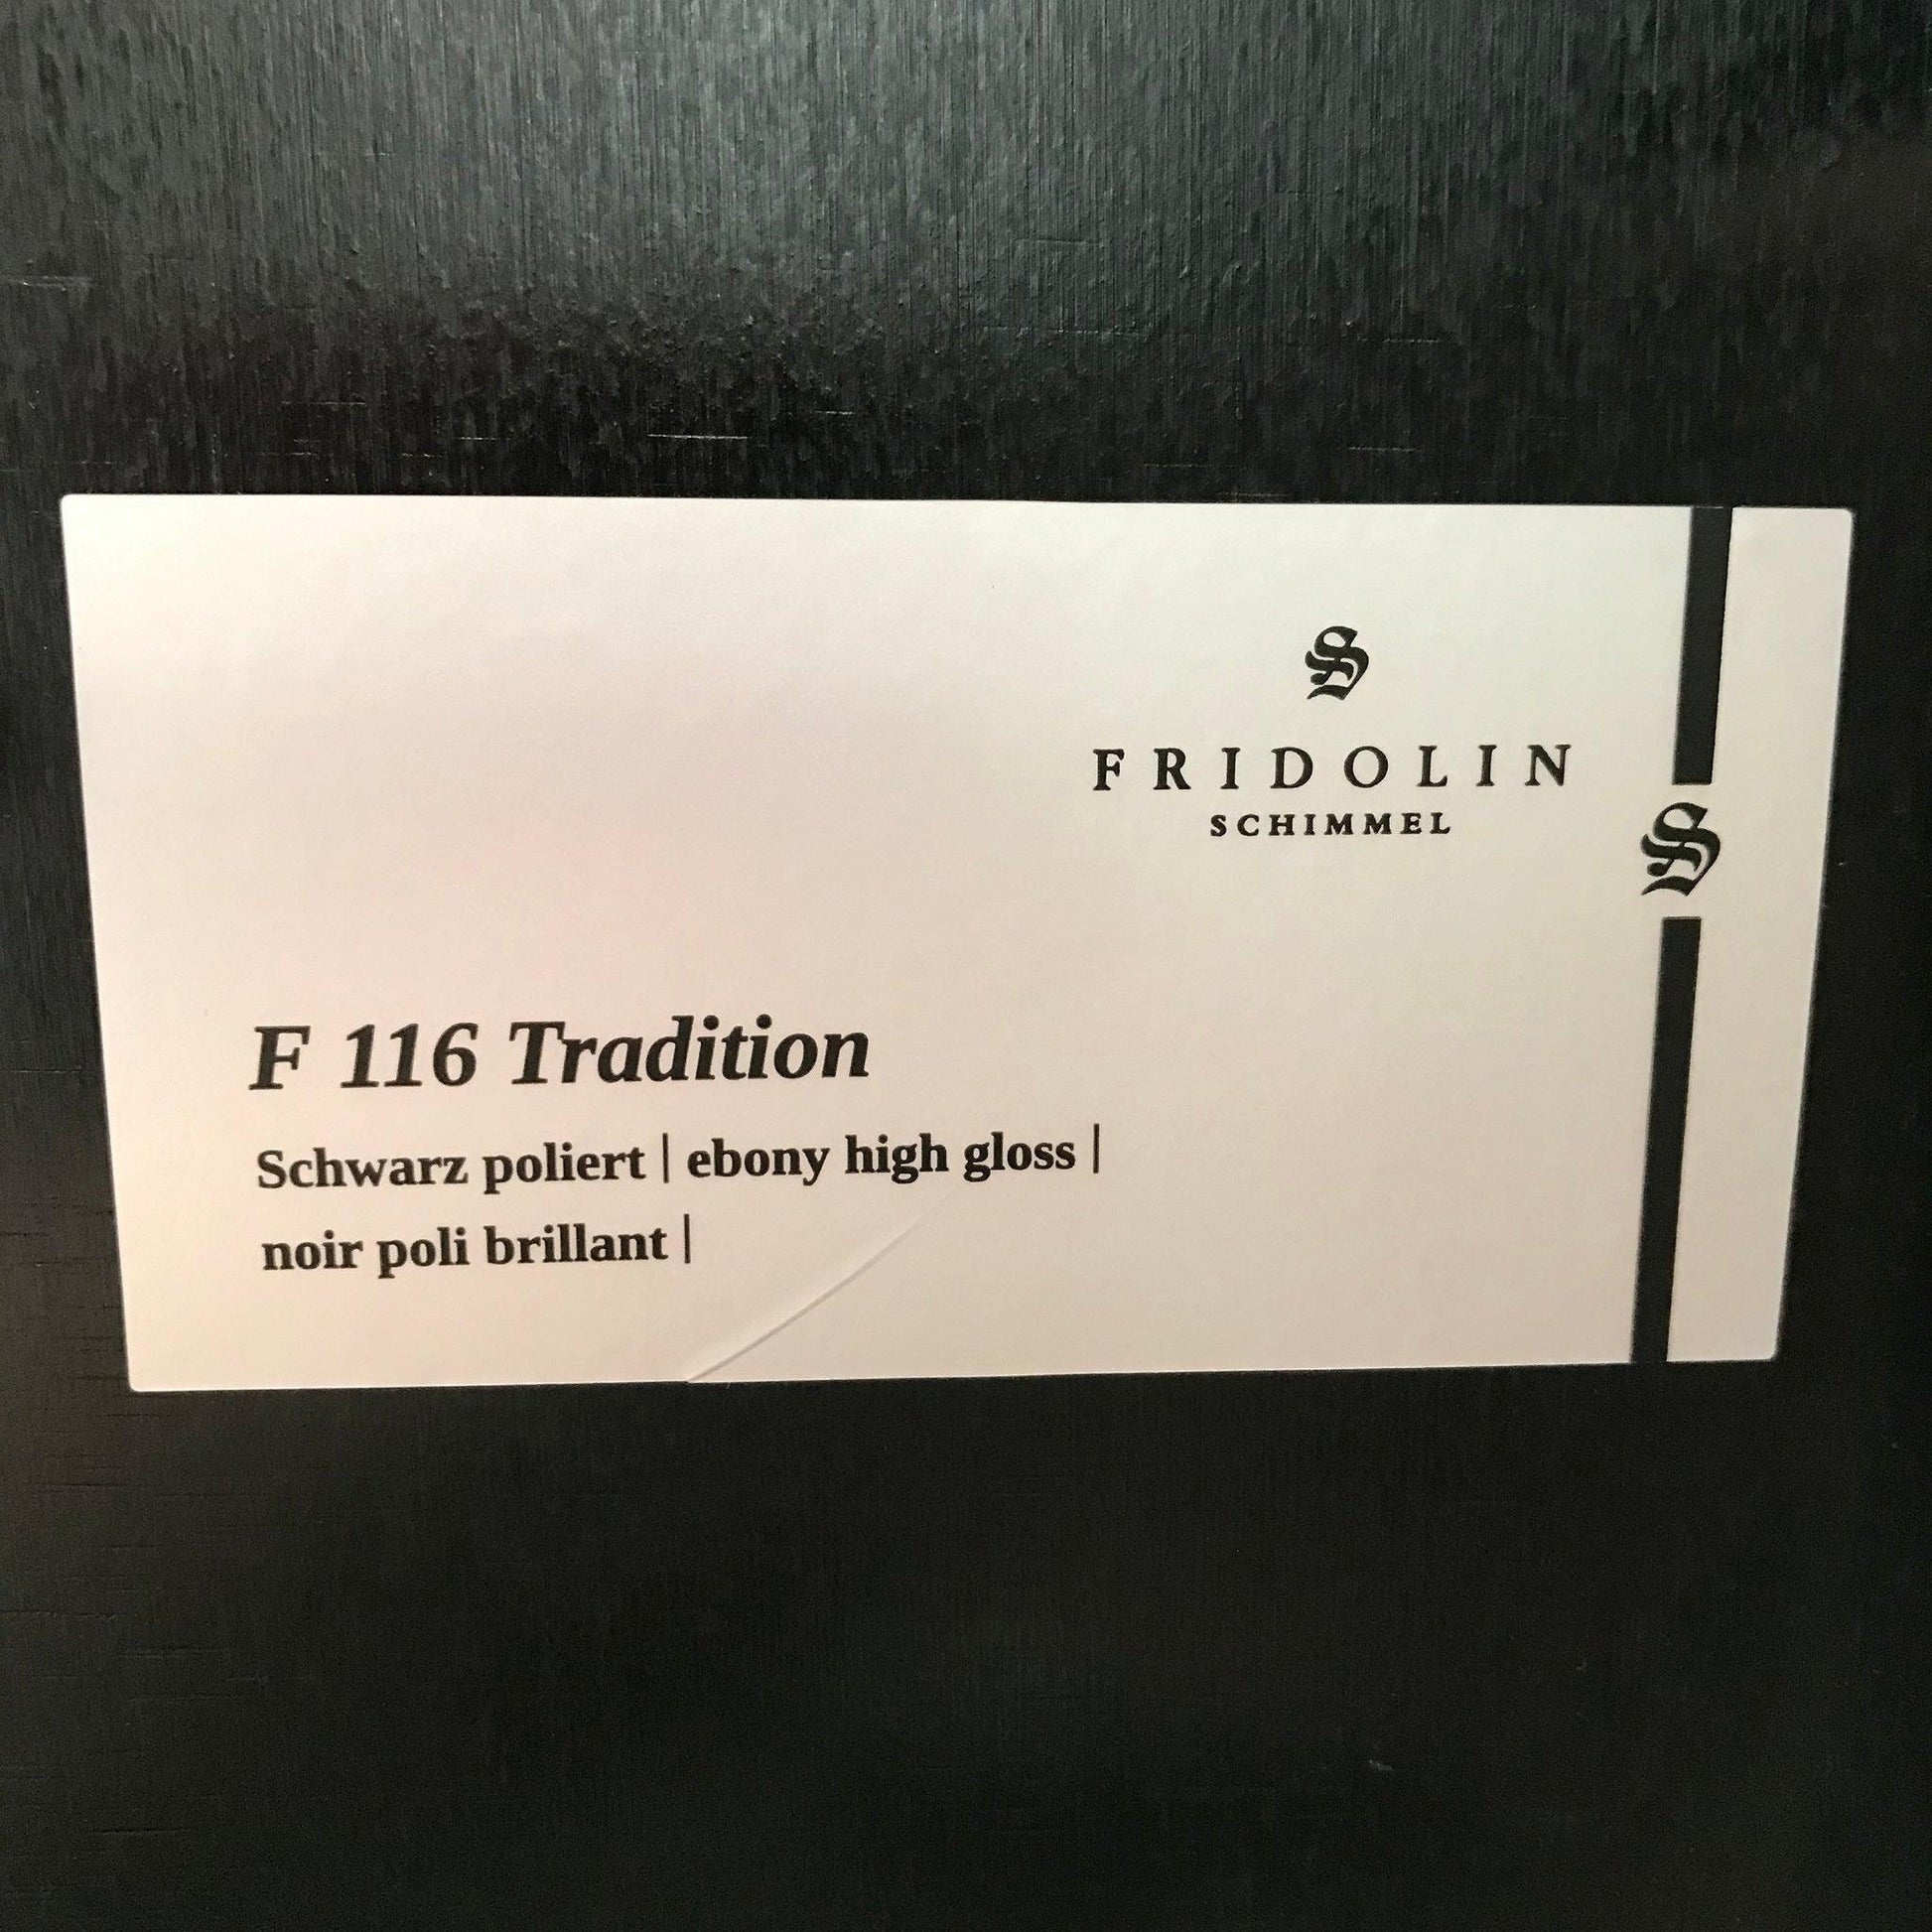 S
FRIDOLIN
SCHIMMEL
S
F 116 Tradition
Schwarz poliert | ebony high gloss |
noir poli brillant |